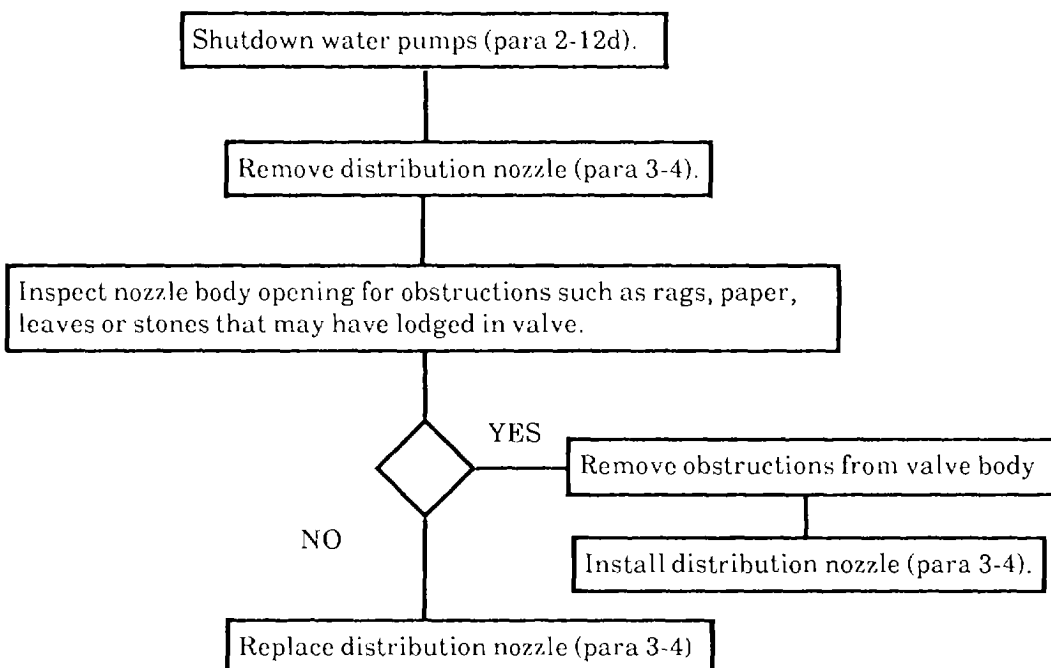 Shutdown water pumps (para 2-12d).
Remove distribution nozzle (para 3-4).
Inspect nozzle body opening for obstructions such as rags, paper,
leaves or stones that may have lodged in valve.
YES
Remove obstructions from valve body
NO
Install distribution nozzle (para 3-4).
Replace distribution nozzle (para 3-4)